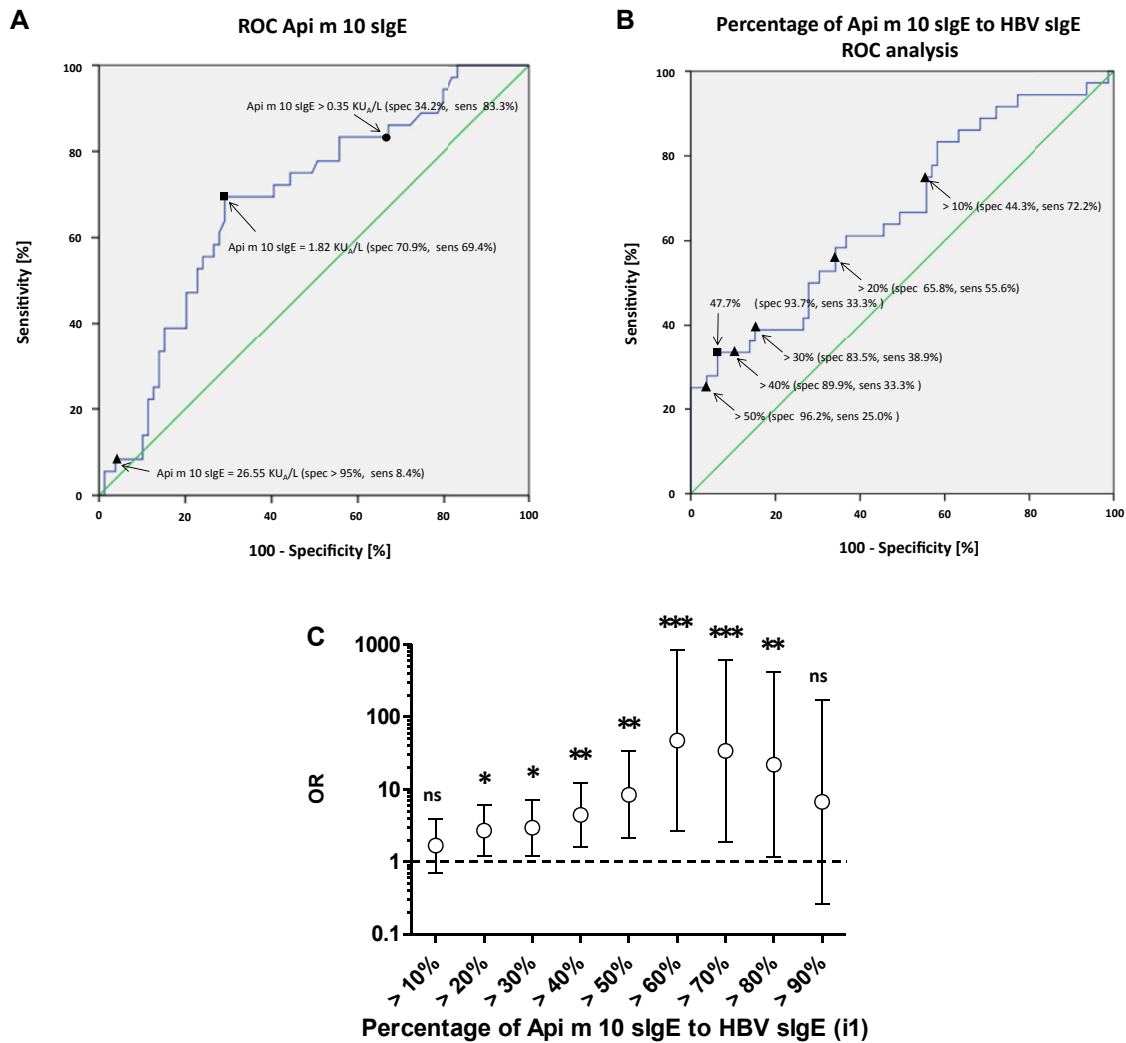 A
ROC Api m 10 sIgE
Sensitivity [%]
100
80
60
40
20
0
Api m 10 sIgE > 0.35 KU_A/L (spec 34.2%, sens 83.3%)
Api m 10 sIgE = 1.82 KU_A/L (spec 70.9%, sens 69.4%)
Api m 10 sIgE = 26.55 KU_A/L (spec > 95%, sens 8.4%)
0 20 40 60 80 100
100 - Specificity [%]
B
Percentage of Api m 10 sIgE to HBV sIgE
ROC analysis
Sensitivity [%]
100
80
60
40
20
0
> 10% (spec 44.3%, sens 72.2%)
> 20% (spec 65.8%, sens 55.6%)
47.7% (spec 93.7%, sens 33.3% )
> 30% (spec 83.5%, sens 38.9%)
> 40% (spec 89.9%, sens 33.3% )
> 50% (spec 96.2%, sens 25.0% )
0 20 40 60 80 100
100 - Specificity [%]
C
OR
1000
100
10
1
0.1
ns * * ** ** *** *** ** ns
> 10% > 20% > 30% > 40% > 50% > 60% > 70% > 80% > 90%
Percentage of Api m 10 sIgE to HBV sIgE (i1)